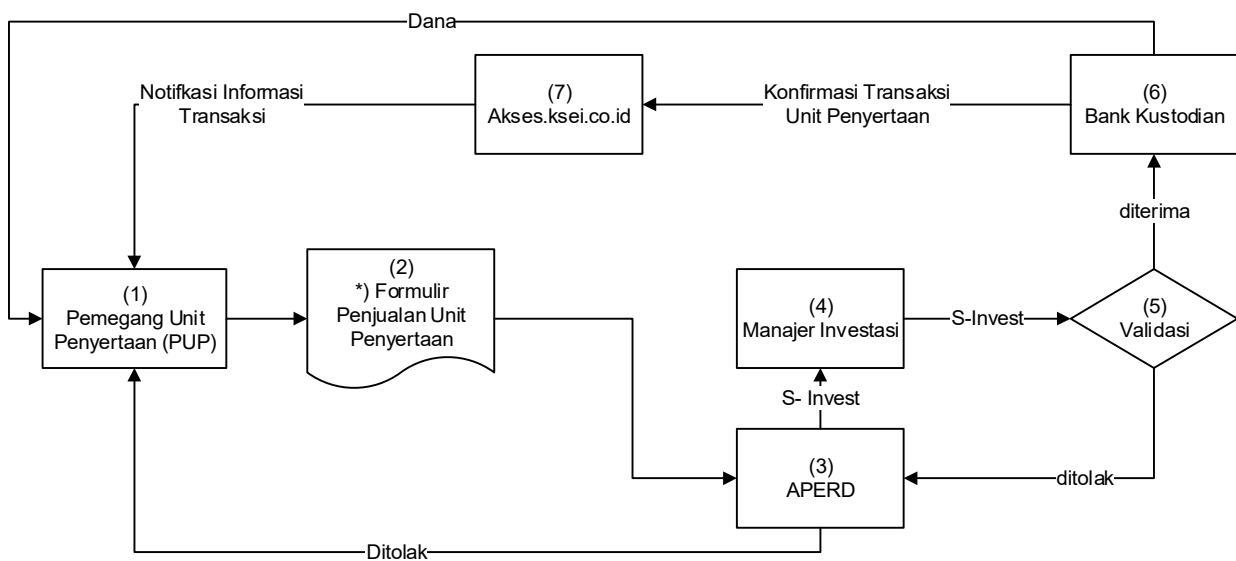 Dana
Notifkasi Informasi
Transaksi
(7)
Akses.ksei.co.id
Konfirmasi Transaksi
Unit Penyertaan
(6)
Bank Kustodian
diterima
(1)
Pemegang Unit
Penyertaan (PUP)
(2)
*) Formulir
Penjualan Unit
Penyertaan
(4)
Manajer Investasi
S-Invest
(5)
Validasi
S- Invest
(3)
APERD
ditolak
Ditolak